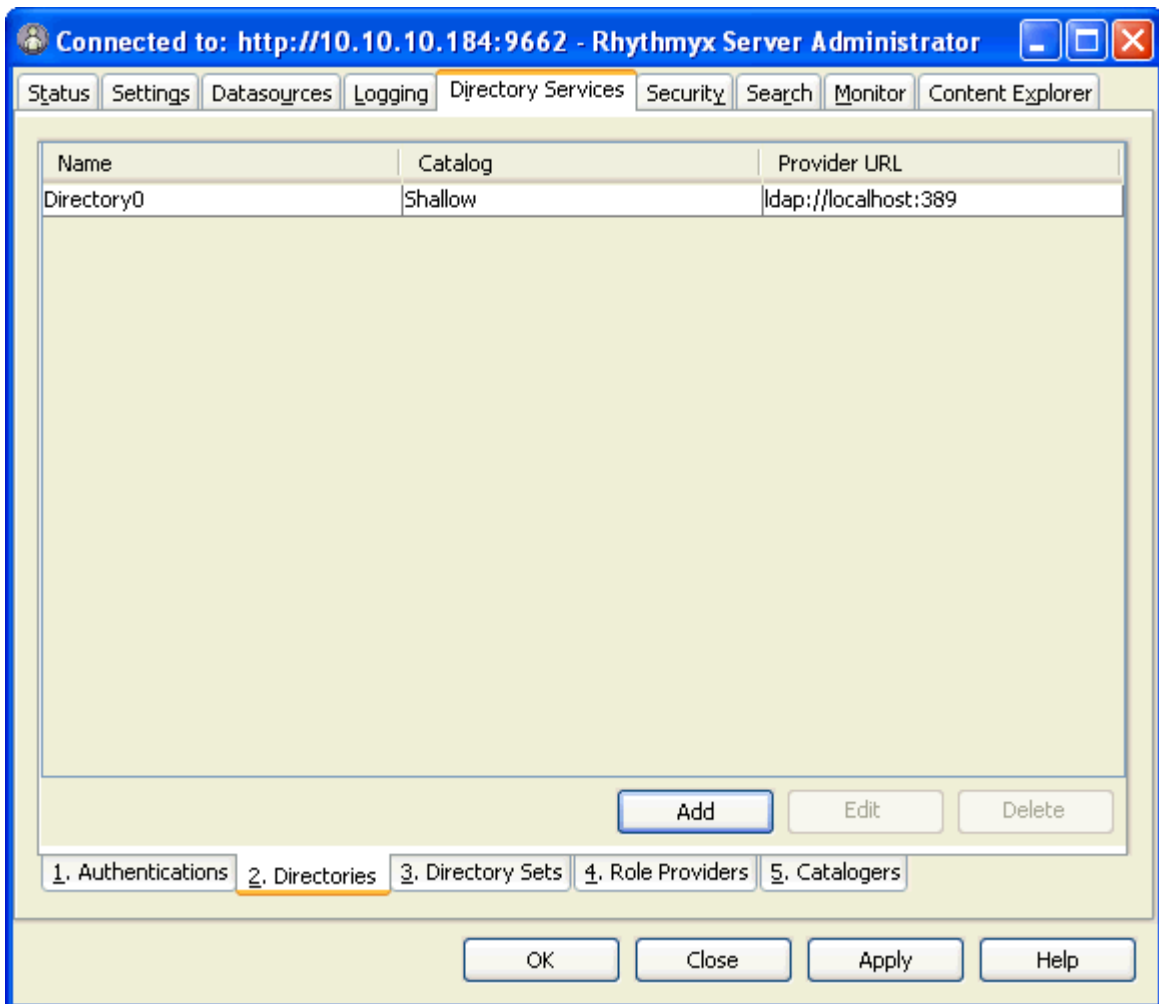 Connected to: http://10.10.10.184:9662 - Rhythmyx Server Administrator
Status Settings Datasources Logging Directory Services Security Search Monitor Content Explorer
Name Catalog Provider URL
Directory0 Shallow ldap://localhost:389
Add Edit Delete
1. Authentications 2. Directories 3. Directory Sets 4. Role Providers 5. Catalogers
OK Close Apply Help